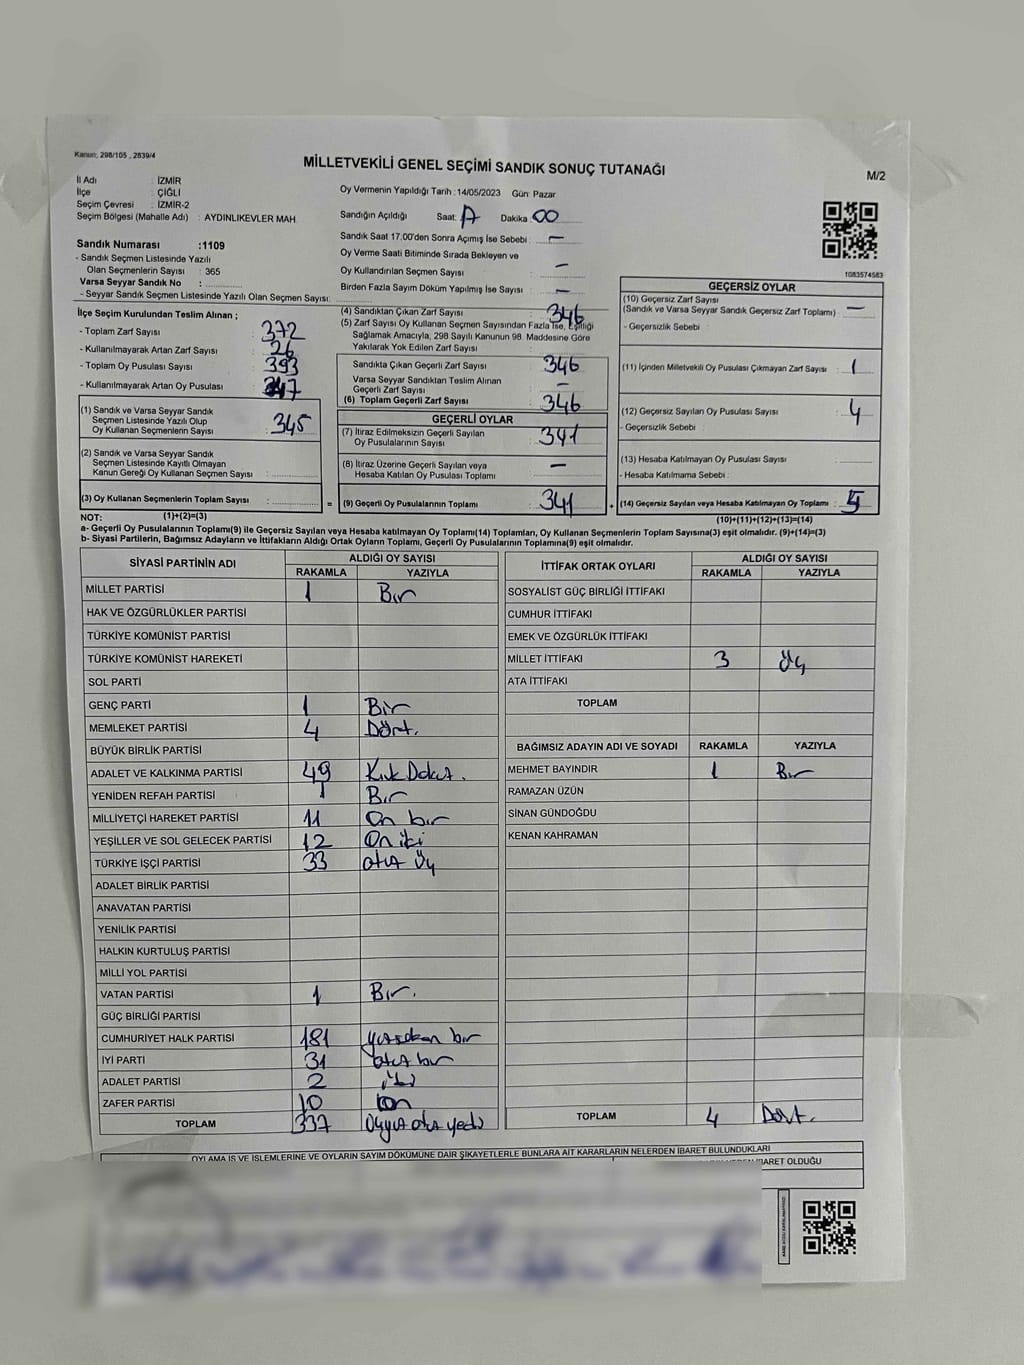 Kanun; 298/105 , 2839/4
MİLLETVEKİLİ GENEL SEÇİMİ SANDIK SONUÇ TUTANAĞI
M/2
İl Adı : İZMİR
İlçe : ÇİĞLİ
Seçim Çevresi : İZMİR-2
Seçim Bölgesi (Mahalle Adı) : AYDINLIKEVLER MAH
Sandık Numarası :1109
- Sandık Seçmen Listesinde Yazılı
Olan Seçmenlerin Sayısı : 365
Varsa Seyyar Sandık No :
- Seyyar Sandık Seçmen Listesinde Yazılı Olan Seçmen Sayısı:
Oy Vermenin Yapıldığı Tarih : 14/05/2023 Gün: Pazar
Sandığın Açıldığı Saat: Dakika : 00
Sandık Saat 17.00'den Sonra Açımış İse Sebebi : —
Oy Verme Saati Bitiminde Sırada Bekleyen ve
Oy Kullandırılan Seçmen Sayısı : —
Birden Fazla Sayım Döküm Yapılmış İse Sayısı : —
1083574583
İlçe Seçim Kurulundan Teslim Alınan ;
- Toplam Zarf Sayısı : 372
- Kullanılmayarak Artan Zarf Sayısı : 26
- Toplam Oy Pusulası Sayısı : 393
- Kullanılmayarak Artan Oy Pusulası : 47
(1) Sandık ve Varsa Seyyar Sandık
Seçmen Listesinde Yazılı Olup
Oy Kullanan Seçmenlerin Sayısı : 345
(2) Sandık ve Varsa Seyyar Sandık
Seçmen Listesinde Kayıtlı Olmayan
Kanun Gereği Oy Kullanan Seçmen Sayısı :
(3) Oy Kullanan Seçmenlerin Toplam Sayısı :
(4) Sandıktan Çıkan Zarf Sayısı : 346
(5) Zarf Sayısı Oy Kullanan Seçmen Sayısından Fazla İse, Eşitliği
Sağlamak Amacıyla, 298 Sayılı Kanunun 98. Maddesine Göre
Yakılarak Yok Edilen Zarf Sayısı :
Sandıkta Çıkan Geçerli Zarf Sayısı : 346
Varsa Seyyar Sandıktan Teslim Alınan
Geçerli Zarf Sayısı : —
(6) Toplam Geçerli Zarf Sayısı : 346
GEÇERLİ OYLAR
(7) İtiraz Edilmeksizin Geçerli Sayılan
Oy Pusulalarının Sayısı : 341
(8) İtiraz Üzerine Geçerli Sayılan veya
Hesaba Katılan Oy Pusulası Toplamı : —
= (9) Geçerli Oy Pusulalarının Toplamı : 341
GEÇERSİZ OYLAR
(10) Geçersiz Zarf Sayısı
(Sandık ve Varsa Seyyar Sandık Geçersiz Zarf Toplamı) : —
- Geçersizlik Sebebi :
(11) İçinden Milletvekili Oy Pusulası Çıkmayan Zarf Sayısı : 1
(12) Geçersiz Sayılan Oy Pusulası Sayısı : 4
- Geçersizlik Sebebi :
(13) Hesaba Katılmayan Oy Pusulası Sayısı :
- Hesaba Katılmama Sebebi :
+ (14) Geçersiz Sayılan veya Hesaba Katılmayan Oy Toplamı : 5
NOT: (1)+(2)=(3) (10)+(11)+(12)+(13)=(14)
a- Geçerli Oy Pusulalarının Toplamı(9) ile Geçersiz Sayılan veya Hesaba katılmayan Oy Toplamı(14) Toplamları, Oy Kullanan Seçmenlerin Toplam Sayısına(3) eşit olmalıdır. (9)+(14)=(3)
b- Siyasi Partilerin, Bağımsız Adayların ve İttifakların Aldığı Ortak Oyların Toplamı, Geçerli Oy Pusulalarının Toplamına(9) eşit olmalıdır.
SİYASİ PARTİNİN ADI ALDIĞI OY SAYISI
RAKAMLA YAZIYLA
MİLLET PARTİSİ 1 Bir
HAK VE ÖZGÜRLÜKLER PARTİSİ
TÜRKİYE KOMÜNİST PARTİSİ
TÜRKİYE KOMÜNİST HAREKETİ
SOL PARTİ
GENÇ PARTİ 1 Bir
MEMLEKET PARTİSİ 4 Dört.
BÜYÜK BİRLİK PARTİSİ
ADALET VE KALKINMA PARTİSİ 49
YENİDEN REFAH PARTİSİ 1 Bir
MİLLİYETÇİ HAREKET PARTİSİ 11 On bir
YEŞİLLER VE SOL GELECEK PARTİSİ 12 On iki
TÜRKİYE İŞÇİ PARTİSİ 33 otuz üç
ADALET BİRLİK PARTİSİ
ANAVATAN PARTİSİ
YENİLİK PARTİSİ
HALKIN KURTULUŞ PARTİSİ
MİLLİ YOL PARTİSİ
VATAN PARTİSİ 1 Bir.
GÜÇ BİRLİĞİ PARTİSİ
CUMHURİYET HALK PARTİSİ 181 yüzseksen bir
İYİ PARTİ 31 otuz bir
ADALET PARTİSİ 2 iki
ZAFER PARTİSİ 10 on
TOPLAM 337 üçyüz otuz yedi
İTTİFAK ORTAK OYLARI ALDIĞI OY SAYISI
RAKAMLA YAZIYLA
SOSYALİST GÜÇ BİRLİĞİ İTTİFAKI
CUMHUR İTTİFAKI
EMEK VE ÖZGÜRLÜK İTTİFAKI
MİLLET İTTİFAKI 3 üç
ATA İTTİFAKI
TOPLAM
BAĞIMSIZ ADAYIN ADI VE SOYADI RAKAMLA YAZIYLA
MEHMET BAYINDIR 1 Bir
RAMAZAN ÜZÜN
SİNAN GÜNDOĞDU
KENAN KAHRAMAN
TOPLAM 4 Dört.
OYLAMA İŞ VE İŞLEMLERİNE VE OYLARIN SAYIM DÖKÜMÜNE DAİR ŞİKAYETLERLE BUNLARA AİT KARARLARIN NELERDEN İBARET BULUNDUKLARI
İBARET OLDUĞU